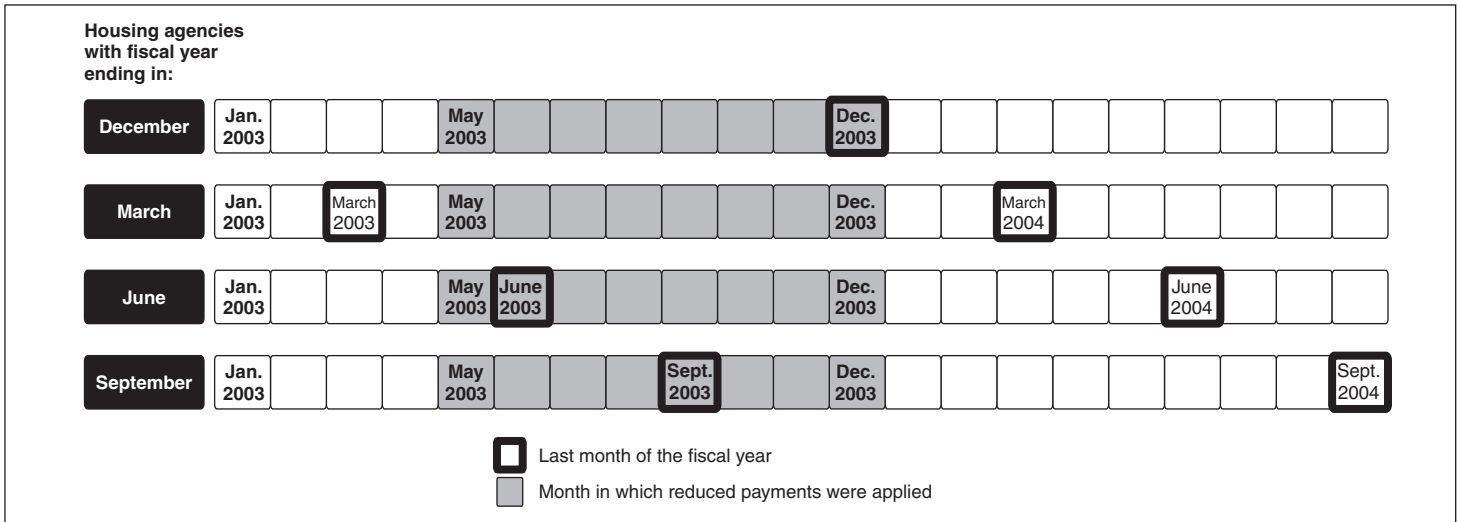 Housing agencies
with fiscal year
ending in:
December
Jan.
2003
May
2003
Dec.
2003
March
Jan.
2003
March
2003
May
2003
Dec.
2003
March
2004
June
Jan.
2003
May
2003
June
2003
Dec.
2003
June
2004
September
Jan.
2003
May
2003
Sept.
2003
Dec.
2003
Sept.
2004
Last month of the fiscal year
Month in which reduced payments were applied